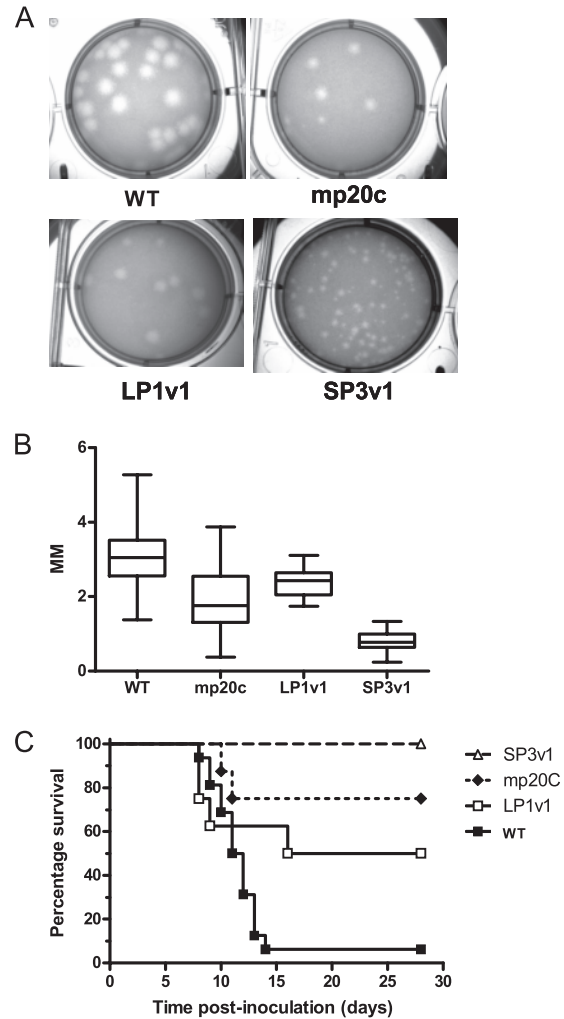 A
WT
mp20c
LP1v1
SP3v1
B
6
4
2
0
MM
WT mp20c LP1v1 SP3v1
C
100
80
60
40
20
0
Percentage survival
0 5 10 15 20 25 30
Time post-inoculation (days)
SP3v1
mp20C
LP1v1
WT